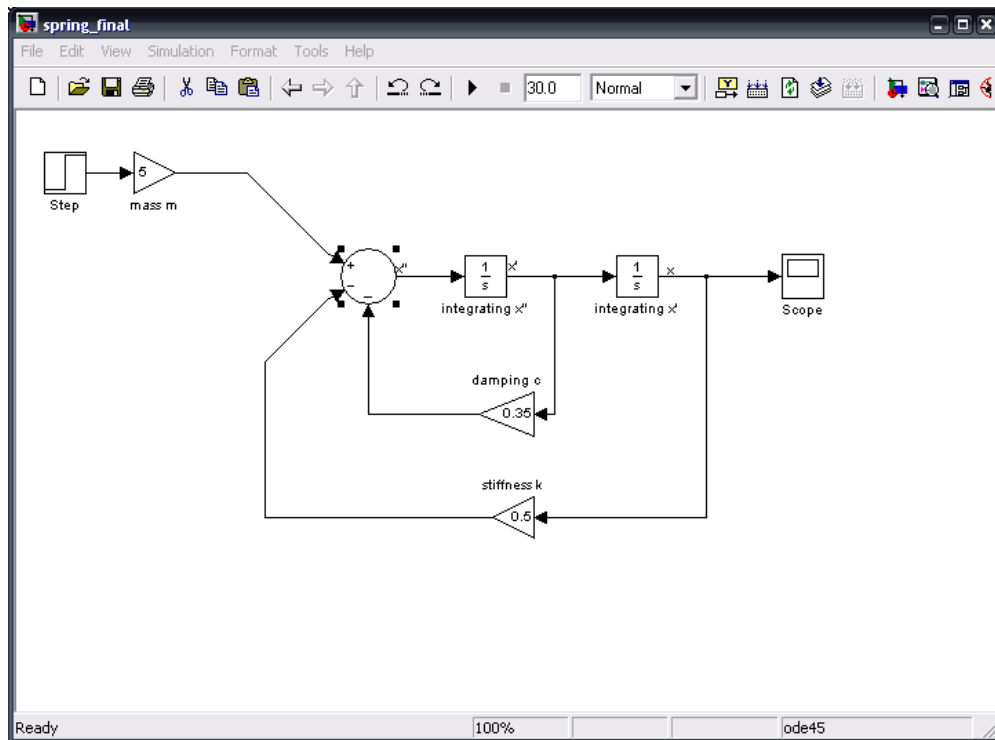 spring_final
File Edit View Simulation Format Tools Help
30.0 Normal
5
Step
mass m
+
x"
1
s
x'
1
s
x
−
−
integrating x"
integrating x'
Scope
damping c
0.35
stiffness k
0.5
Ready 100% ode45